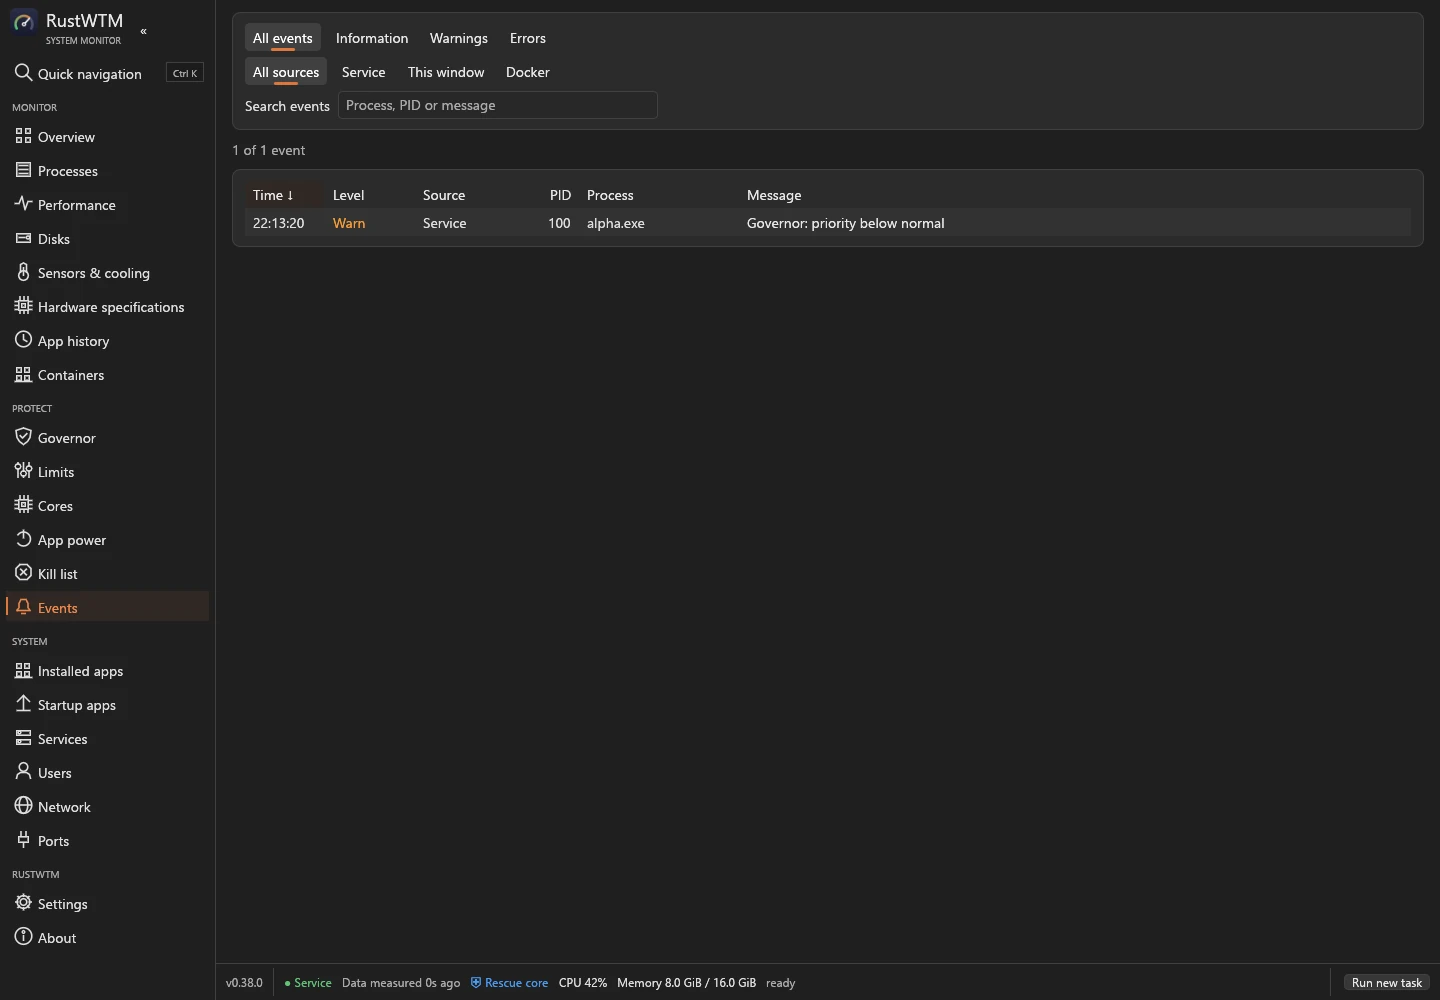 RustWTM
SYSTEM MONITOR
«
Quick navigation Ctrl K
MONITOR
Overview
Processes
Performance
Disks
Sensors & cooling
Hardware specifications
App history
Containers
PROTECT
Governor
Limits
Cores
App power
Kill list
Events
SYSTEM
Installed apps
Startup apps
Services
Users
Network
Ports
RUSTWTM
Settings
About
All events Information Warnings Errors
All sources Service This window Docker
Search events Process, PID or message
1 of 1 event
Time ↓ Level Source PID Process Message
22:13:20 Warn Service 100 alpha.exe Governor: priority below normal
v0.38.0 ● Service Data measured 0s ago Rescue core CPU 42% Memory 8.0 GiB / 16.0 GiB ready Run new task